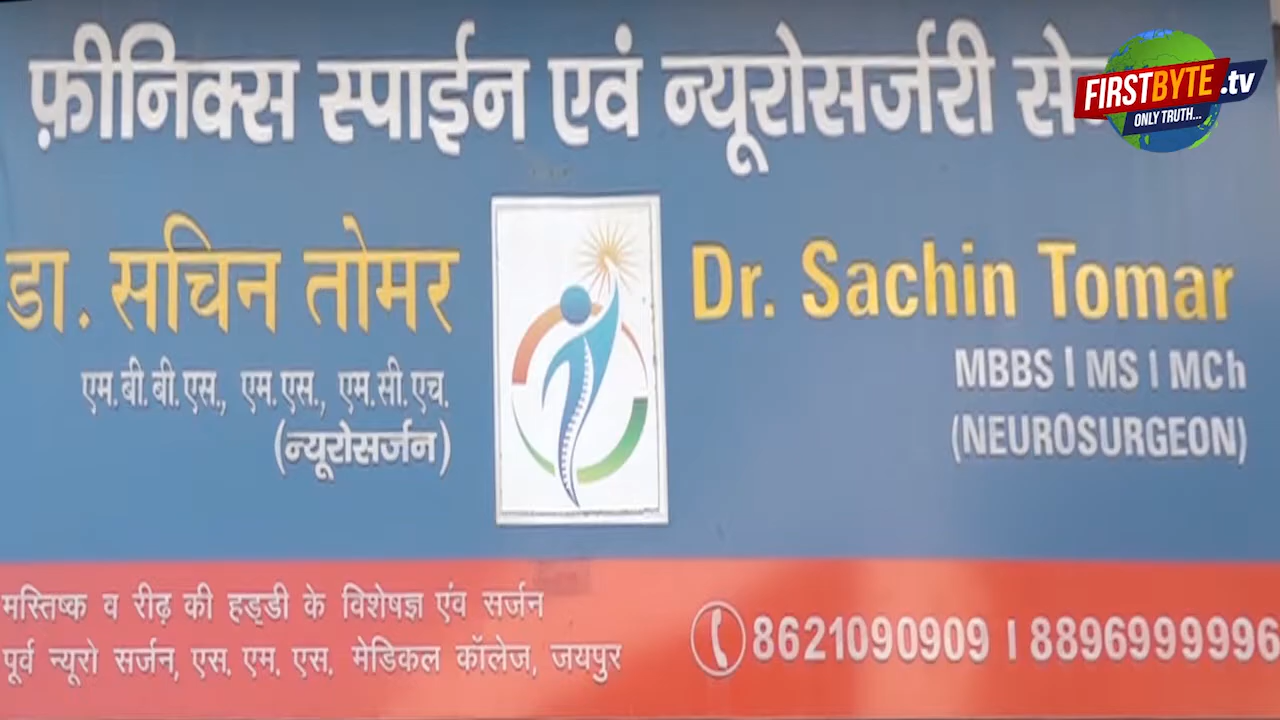 फ़ीनिक्स स्पाईन एवं न्यूरोसर्जरी
FIRSTBYTE.tv
ONLY TRUTH...
डा. सचिन तोमर
एम.बी.बी.एस., एम.एस., एम.सी.एच.
(न्यूरोसर्जन)
Dr. Sachin Tomar
MBBS | MS | MCh
(NEUROSURGEON)
मस्तिष्क व रीढ़ की हड्डी के विशेषज्ञ एंव सर्जन
पूर्व न्यूरो सर्जन, एस. एम. एस. मेडिकल कॉलेज, जयपुर
8621090909 | 8896999996